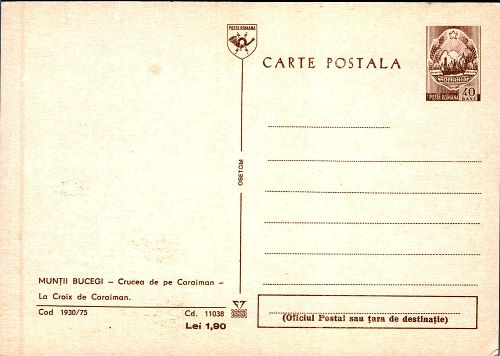 POSTA ROMANA
CARTE POSTALA
POSTA ROMANA 40
BANI
OSETOM
MUNȚII BUCEGI – Crucea de pe Caraiman –
La Croix de Caraiman.
Cod 1930/75 Cd. 11038
Lei 1,90
(Oficiul Postal sau țara de destinație)